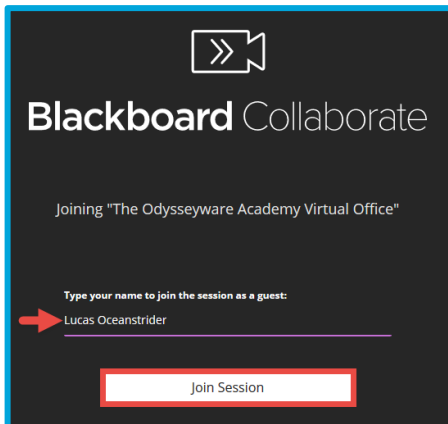 Blackboard Collaborate
Joining "The Odysseyware Academy Virtual Office"
Type your name to join the session as a guest:
Lucas Oceanstrider
Join Session